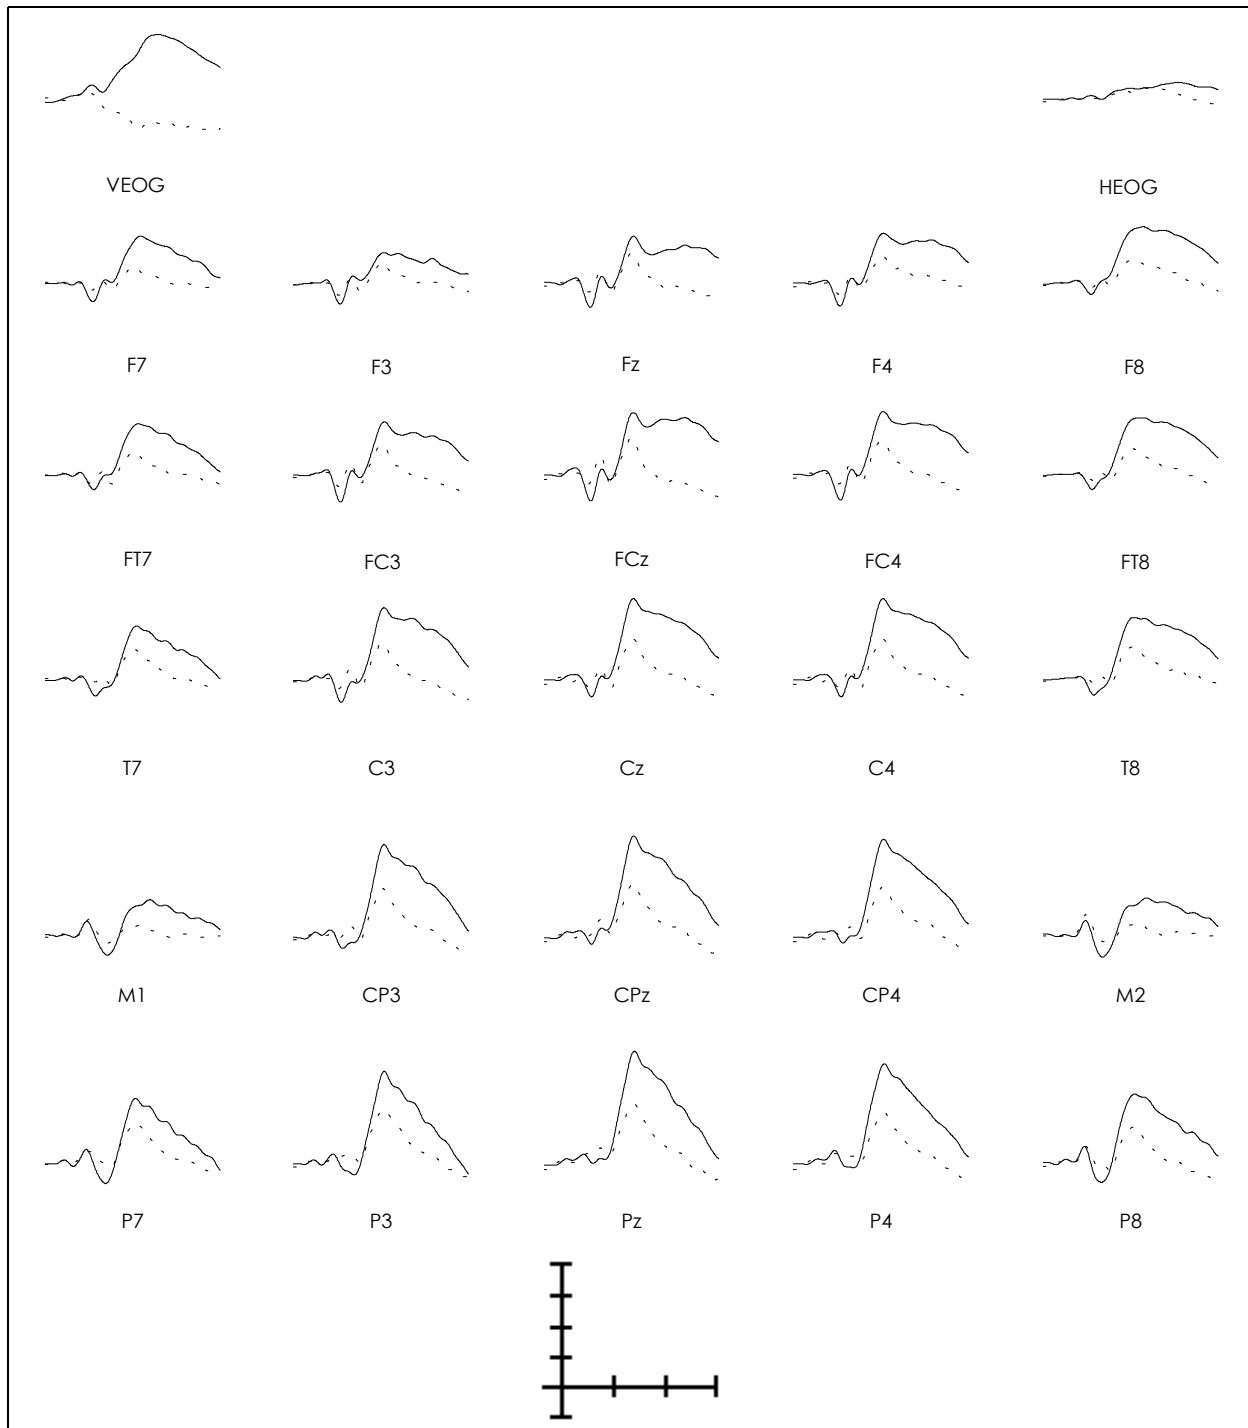 VEOG HEOG
F7 F3 Fz F4 F8
FT7 FC3 FCz FC4 FT8
T7 C3 Cz C4 T8
M1 CP3 CPz CP4 M2
P7 P3 Pz P4 P8